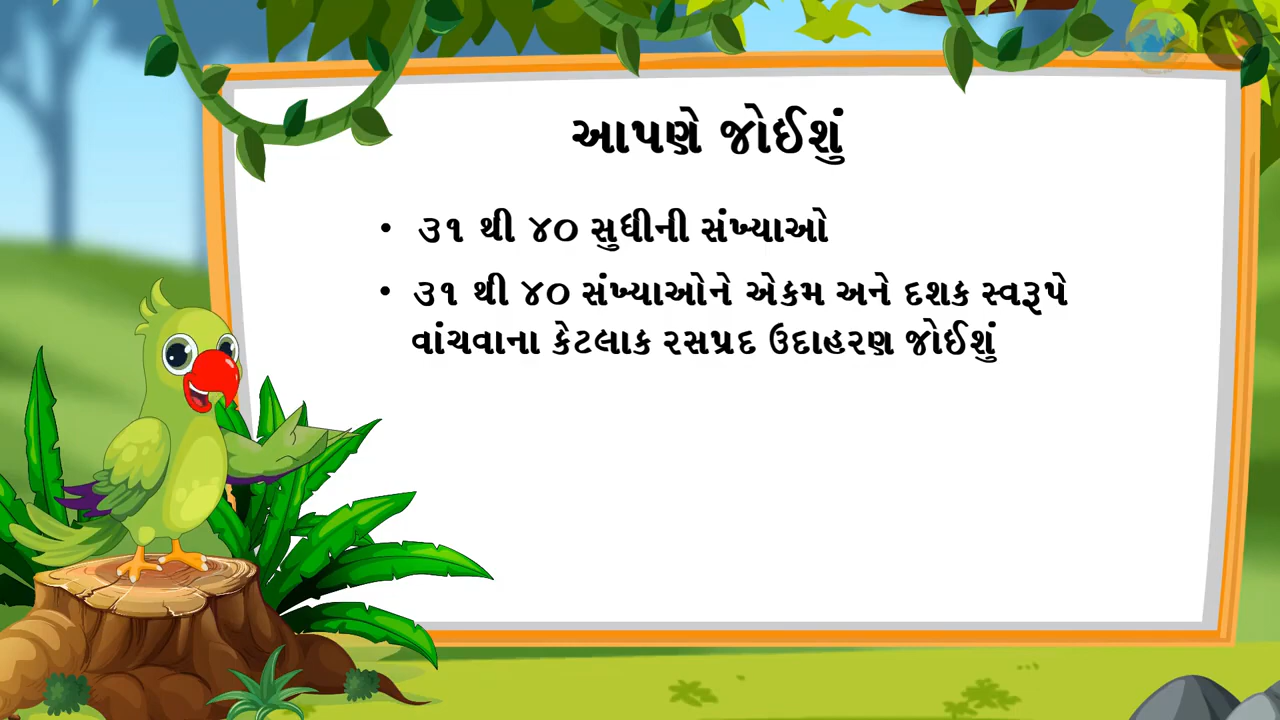 આપણે જોઈશું
• ૩૧ થી ૪૦ સુધીની સંખ્યાઓ
• ૩૧ થી ૪૦ સંખ્યાઓને એકમ અને દશક સ્વરૂપે
વાંચવાના કેટલાક રસપ્રદ ઉદાહરણ જોઈશું